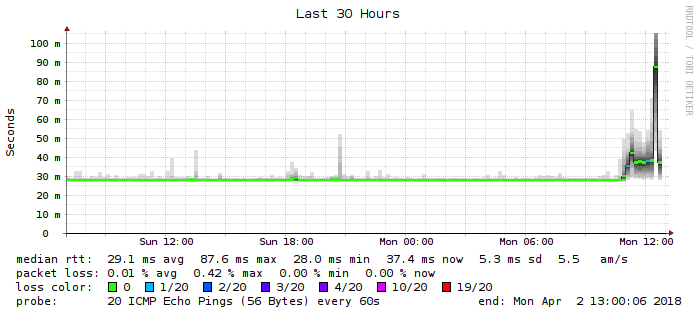 Last 30 Hours
RRDTOOL / TOBI OETIKER
Seconds
100 m
90 m
80 m
70 m
60 m
50 m
40 m
30 m
20 m
10 m
0
Sun 12:00 Sun 18:00 Mon 00:00 Mon 06:00 Mon 12:00
median rtt: 29.1 ms avg 87.6 ms max 28.0 ms min 37.4 ms now 5.3 ms sd 5.5 am/s
packet loss: 0.01 % avg 0.42 % max 0.00 % min 0.00 % now
loss color: 0 1/20 2/20 3/20 4/20 10/20 19/20
probe: 20 ICMP Echo Pings (56 Bytes) every 60s end: Mon Apr 2 13:00:06 2018